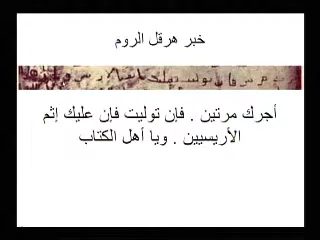 خبر هرقل الروم
أجرك مرتين . فإن توليت فإن عليك إثم
الأريسيين . ويا أهل الكتاب